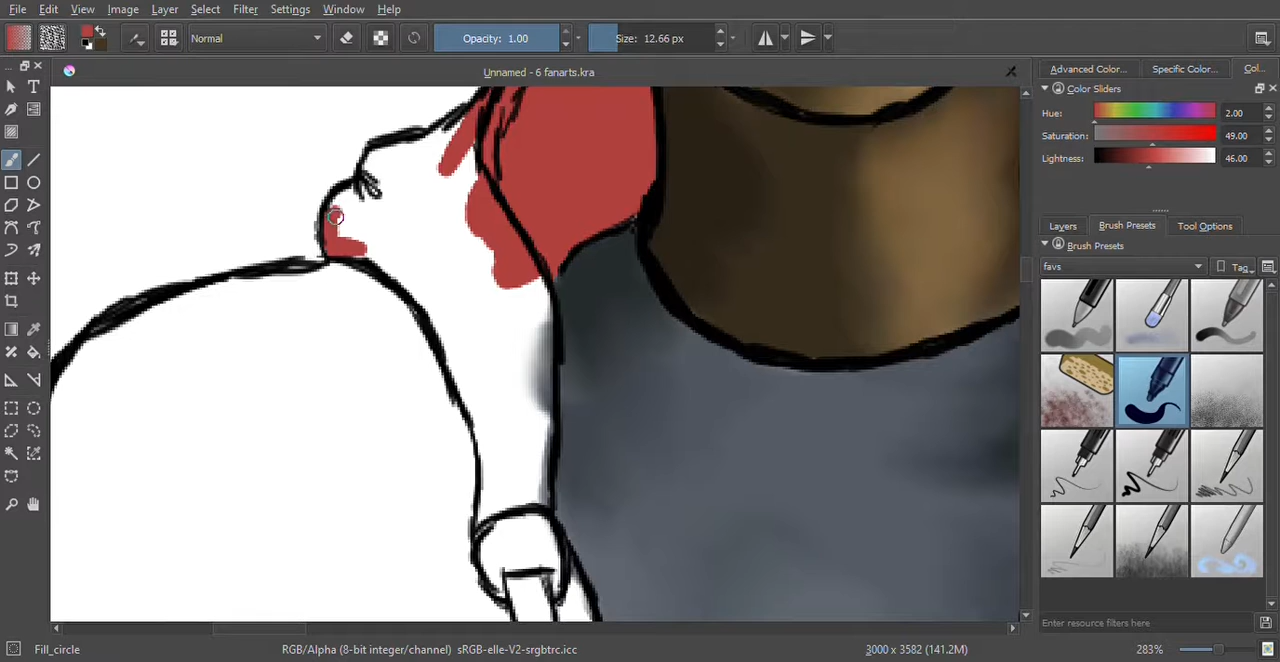 File Edit View Image Layer Select Filter Settings Window Help
Normal Opacity: 1.00 Size: 12.66 px
Unnamed - 6 fanarts.kra
Advanced Color... Specific Color... Col...
Color Sliders
Hue: 2.00
Saturation: 49.00
Lightness: 46.00
Layers Brush Presets Tool Options
Brush Presets
favs Tag
Enter resource filters here
Fill_circle RGB/Alpha (8-bit integer/channel) sRGB-elle-V2-srgbtrc.icc 3000 x 3582 (141.2M) 283%